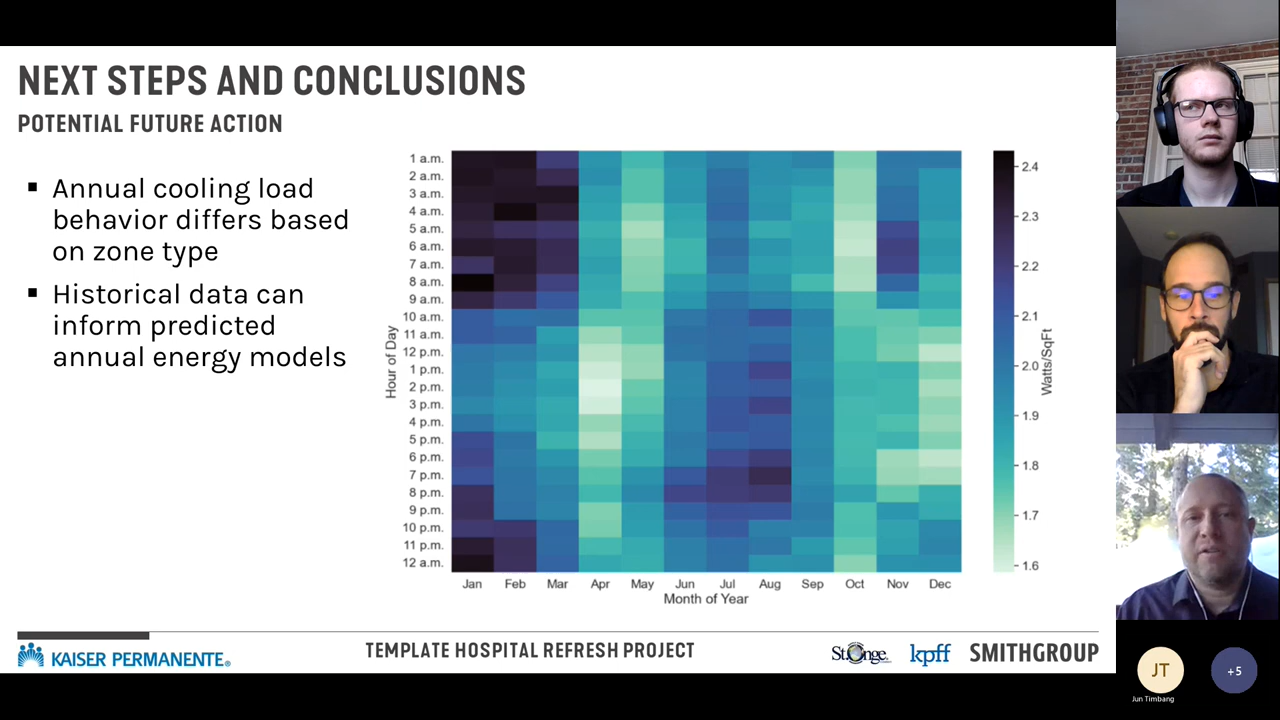 NEXT STEPS AND CONCLUSIONS
POTENTIAL FUTURE ACTION
▪ Annual cooling load
behavior differs based
on zone type
▪ Historical data can
inform predicted
annual energy models
Hour of Day
1 a.m.
2 a.m.
3 a.m.
4 a.m.
5 a.m.
6 a.m.
7 a.m.
8 a.m.
9 a.m.
10 a.m.
11 a.m.
12 p.m.
1 p.m.
2 p.m.
3 p.m.
4 p.m.
5 p.m.
6 p.m.
7 p.m.
8 p.m.
9 p.m.
10 p.m.
11 p.m.
12 a.m.
Jan Feb Mar Apr May Jun Jul Aug Sep Oct Nov Dec
Month of Year
2.4
2.3
2.2
2.1
2.0
1.9
1.8
1.7
1.6
Watts/SqFt
KAISER PERMANENTE®
TEMPLATE HOSPITAL REFRESH PROJECT
St.Onge
kpff
SMITHGROUP
JT
Jun Timbang
+5